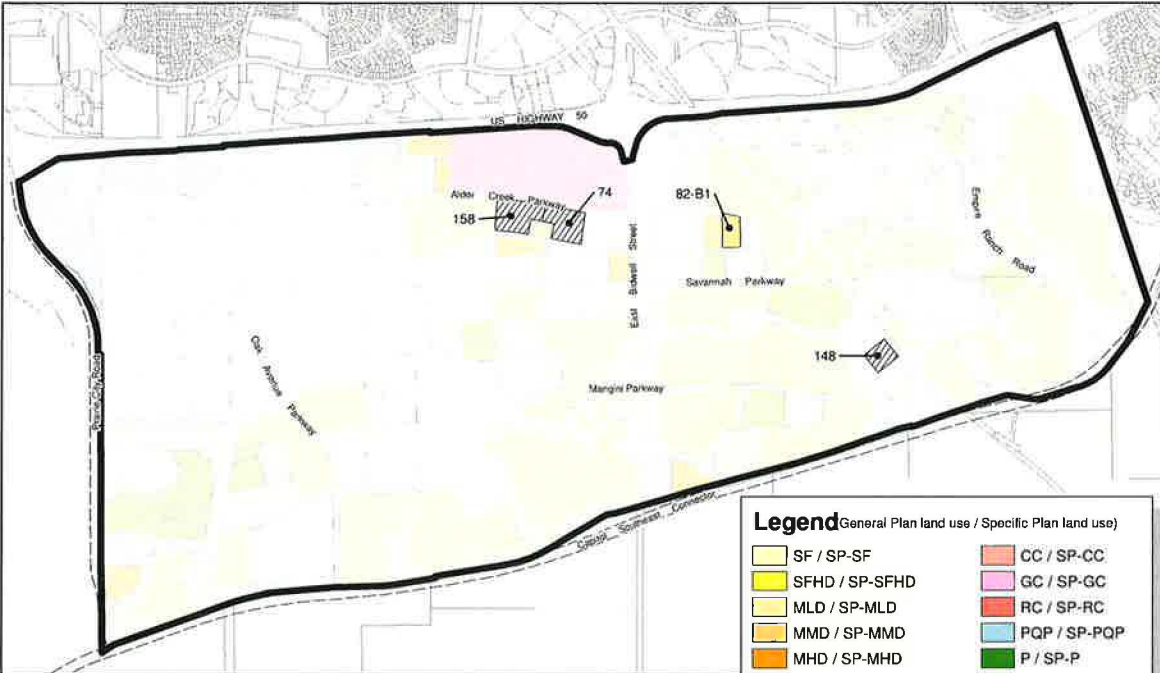 US HIGHWAY 50
Alder Creek Parkway
74
158
82-B1
East Bidwell Street
Savannah Parkway
Empire Ranch Road
148
Oak Avenue Parkway
Prairie City Road
Mangini Parkway
Capital Southeast Connector
Legend General Plan land use / Specific Plan land use)
SF / SP-SF
SFHD / SP-SFHD
MLD / SP-MLD
MMD / SP-MMD
MHD / SP-MHD
CC / SP-CC
GC / SP-GC
RC / SP-RC
PQP / SP-PQP
P / SP-P